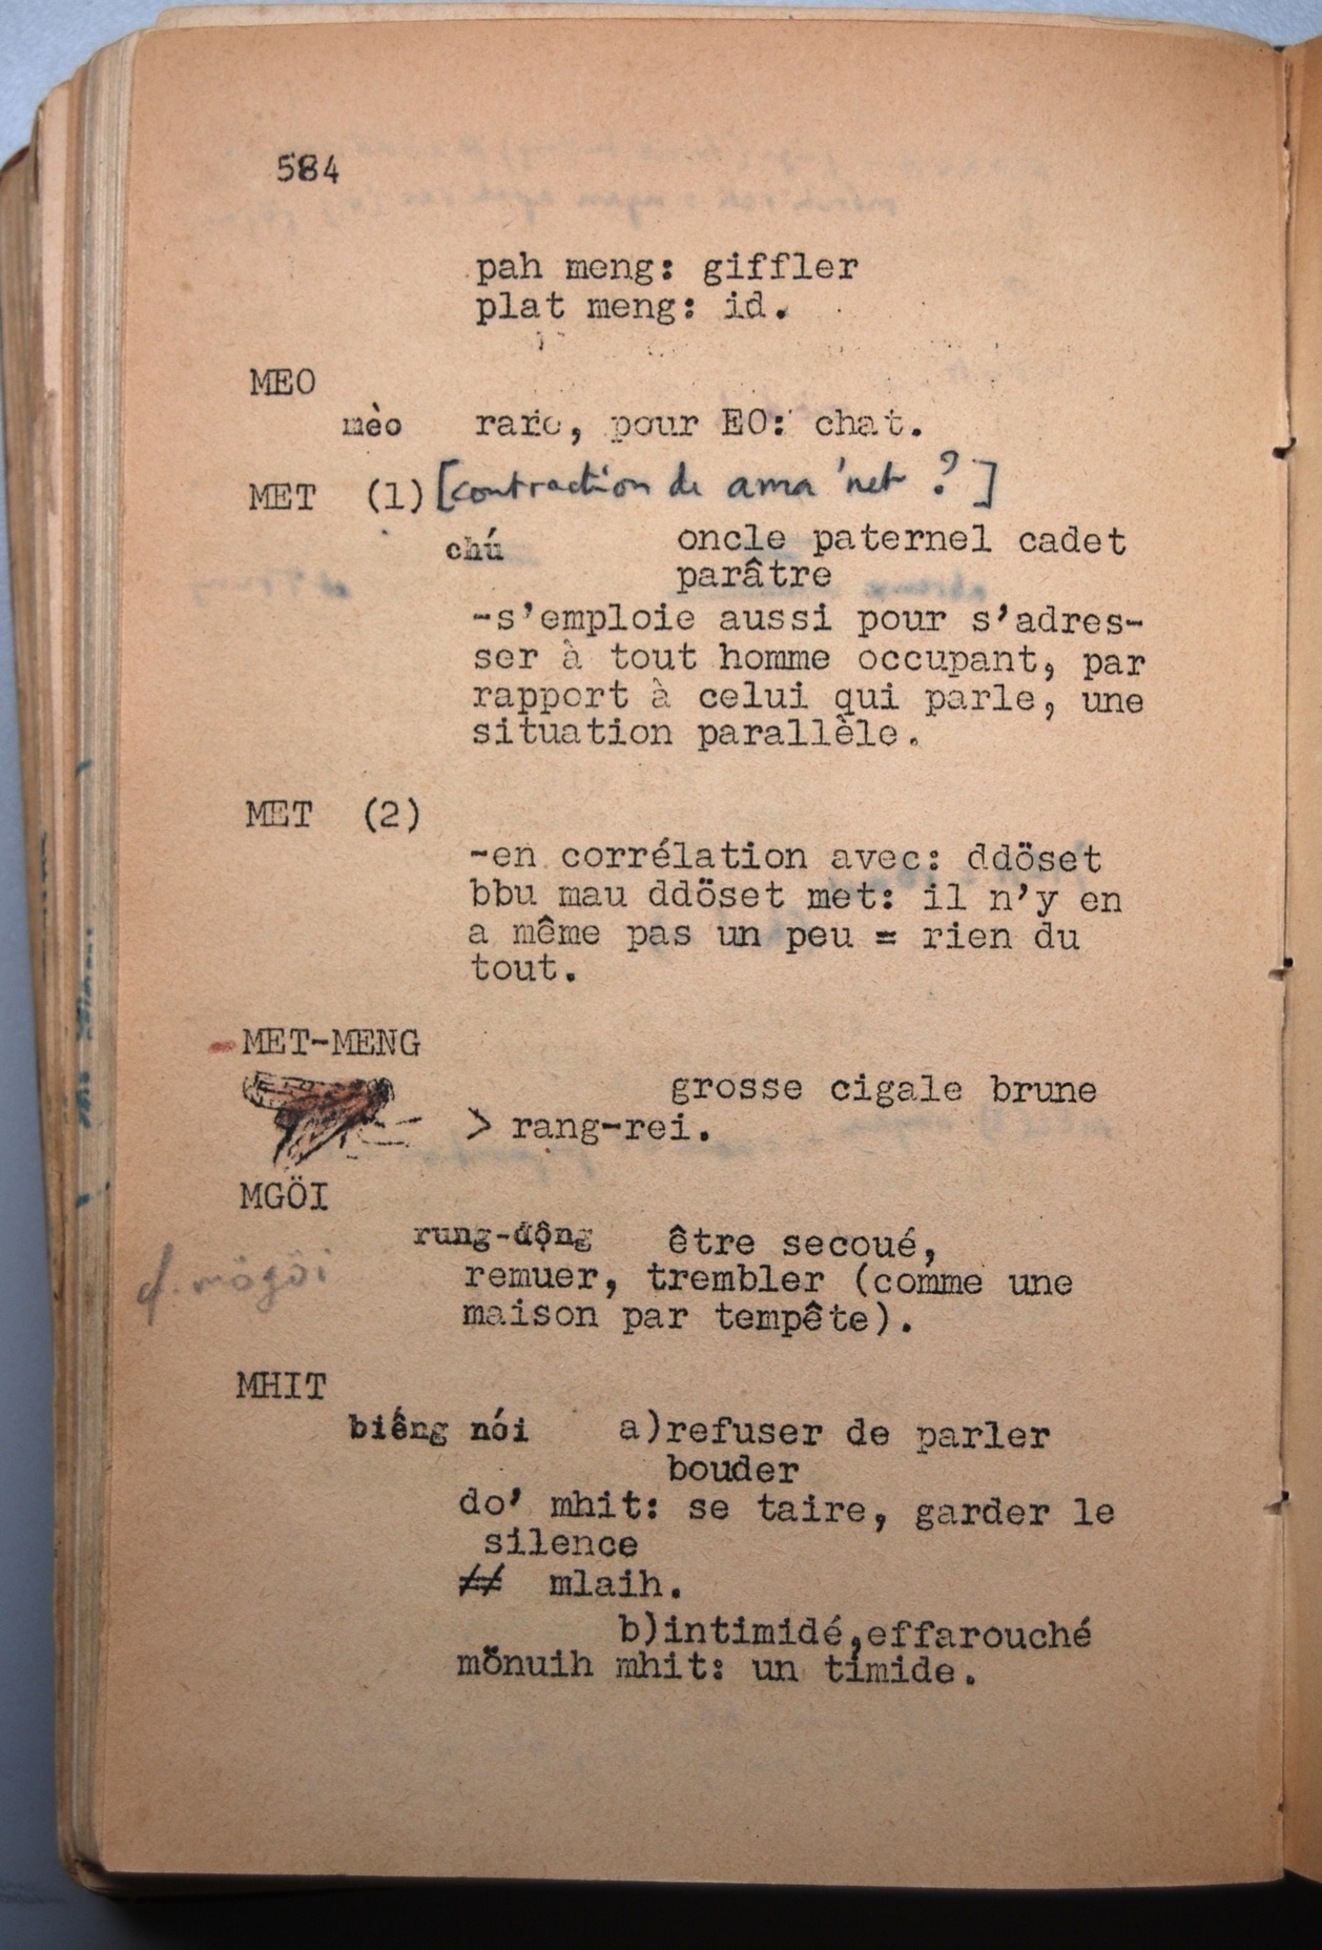 584
pah meng: giffler
plat meng: id.
MEO
mèo rare, pour EO: chat.
MET (1) [contraction de ama 'net ?]
chú oncle paternel cadet
parâtre
-s'emploie aussi pour s'adres-
ser à tout homme occupant, par
rapport à celui qui parle, une
situation parallèle.
MET (2)
-en corrélation avec: ddöset
bbu mau ddöset met: il n'y en
a même pas un peu = rien du
tout.
MET-MENG
grosse cigale brune
> rang-rei.
MGÖI
rung-động être secoué,
cf. mögöi remuer, trembler (comme une
maison par tempête).
MHIT
biếng nói a)refuser de parler
bouder
do' mhit: se taire, garder le
silence
≠≠ mlaih.
b)intimidé,effarouché
mönuih mhit: un timide.